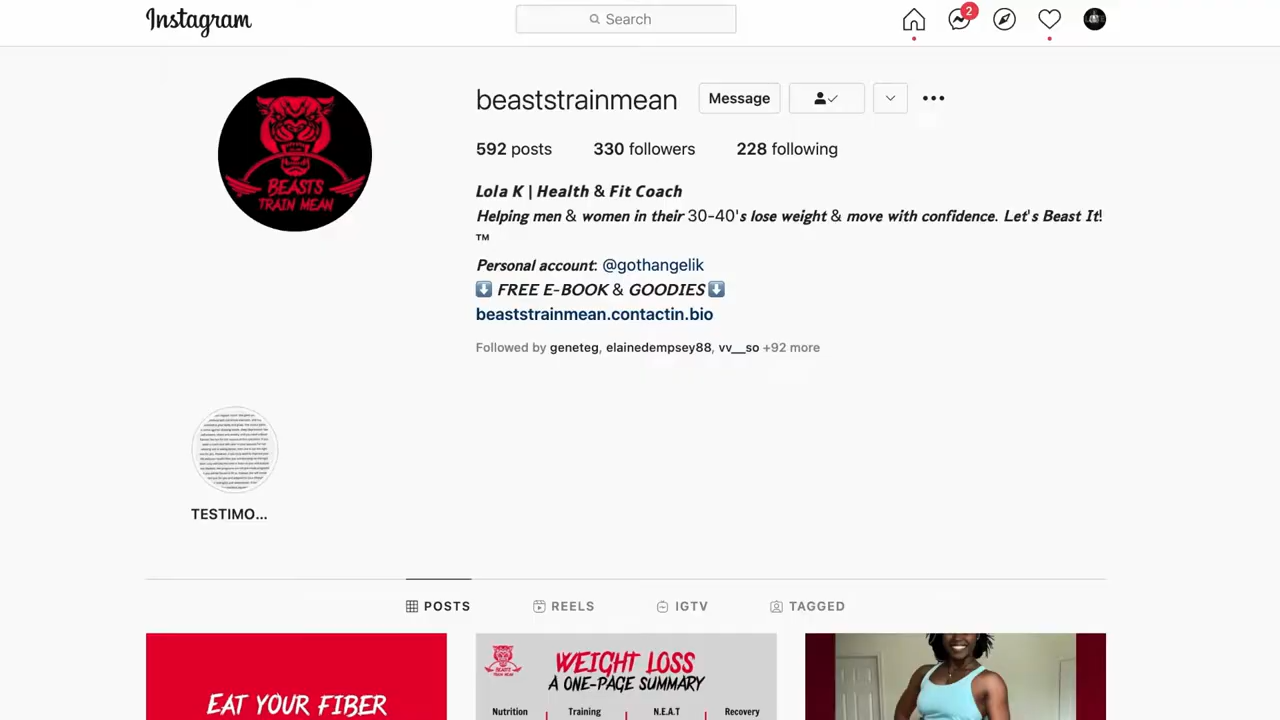 Instagram
Search
2
BEASTS
TRAIN MEAN
beaststrainmean
Message
592 posts
330 followers
228 following
Lola K | Health & Fit Coach
Helping men & women in their 30-40's lose weight & move with confidence. Let's Beast It!
™
Personal account: @gothangelik
⬇️ FREE E-BOOK & GOODIES ⬇️
beaststrainmean.contactin.bio
Followed by geneteg, elainedempsey88, vv__so +92 more
TESTIMO...
POSTS
REELS
IGTV
TAGGED
EAT YOUR FIBER
BEASTS
TRAIN MEAN
WEIGHT LOSS
A ONE-PAGE SUMMARY
Nutrition
Training
N.E.A.T
Recovery